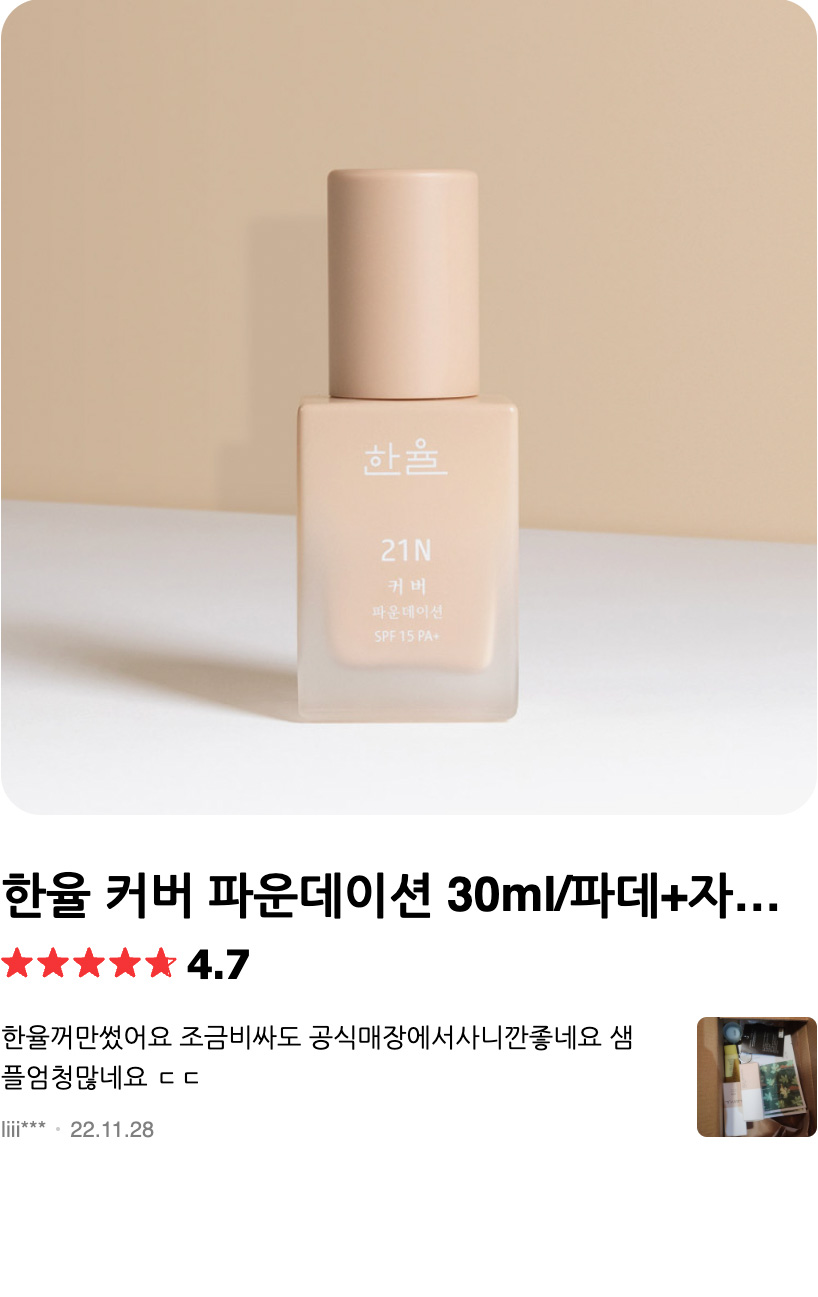 한율
21N
커버
파운데이션
SPF 15 PA+
한율 커버 파운데이션 30ml/파데+자...
4.7
한율꺼만썼어요 조금비싸도 공식매장에서사니깐좋네요 샘
플엄청많네요 ㄷㄷ
liii*** · 22.11.28